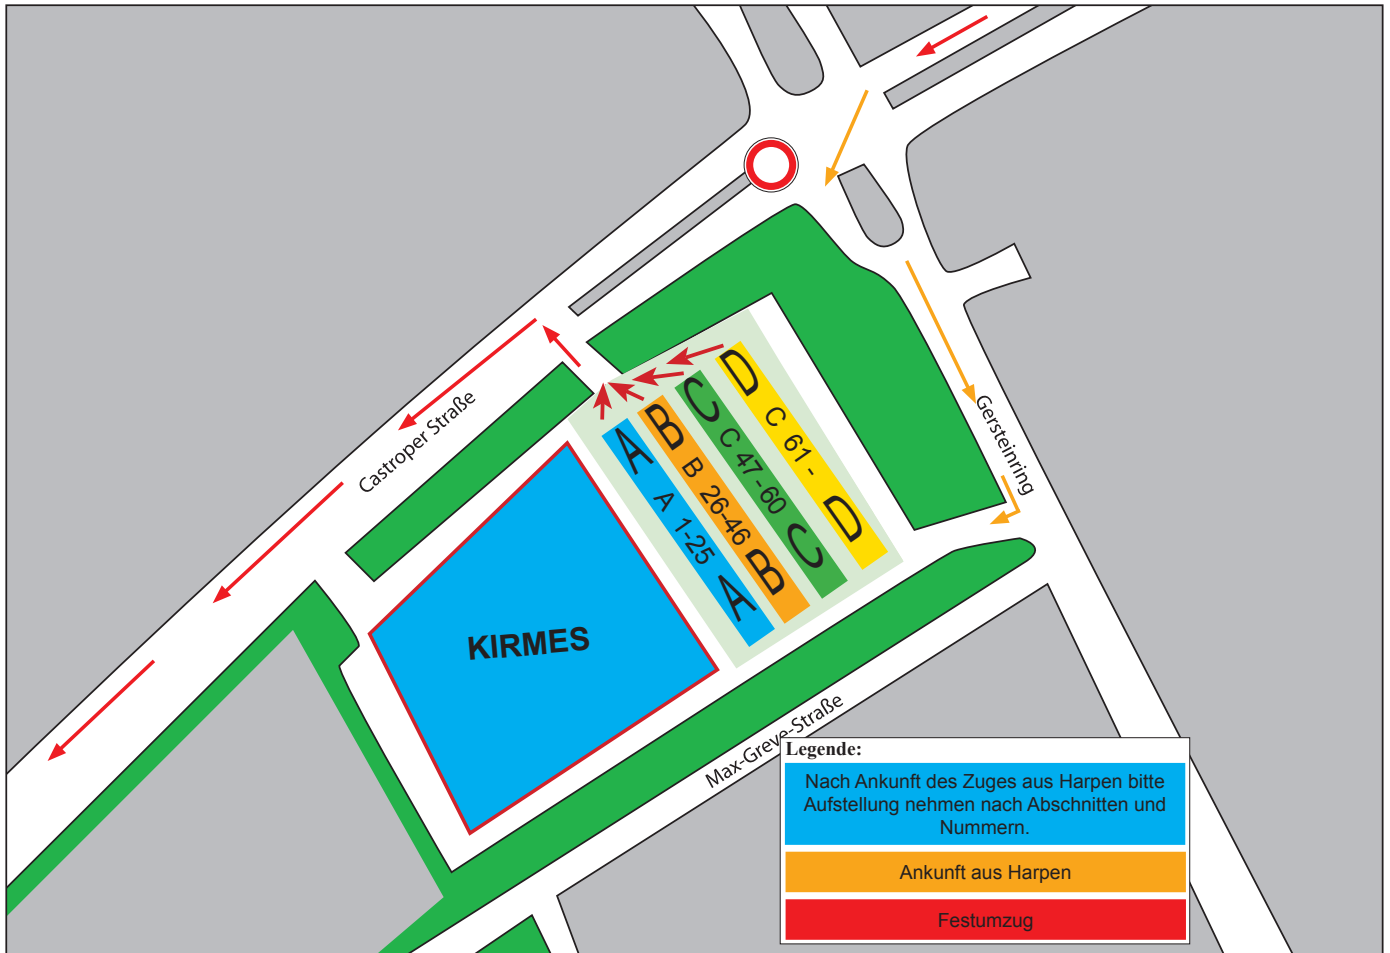 Castroper Straße
Gersteinring
D
C 61 -
D
C
C 47 - 60
C
B
B 26-46
B
A
A 1-25
A
KIRMES
Max-Greve-Straße
Legende:
Nach Ankunft des Zuges aus Harpen bitte
Aufstellung nehmen nach Abschnitten und
Nummern.
Ankunft aus Harpen
Festumzug